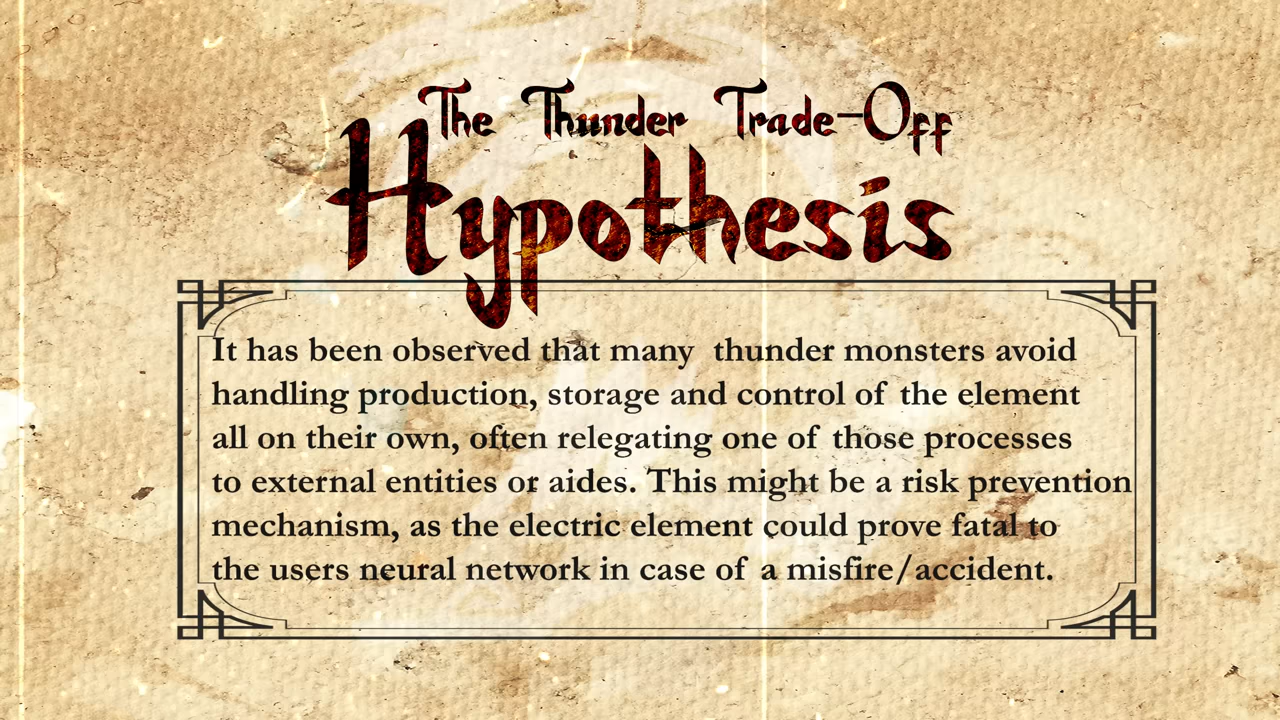 The Thunder Trade-Off
Hypothesis
It has been observed that many thunder monsters avoid
handling production, storage and control of the element
all on their own, often relegating one of those processes
to external entities or aides. This might be a risk prevention
mechanism, as the electric element could prove fatal to
the users neural network in case of a misfire/accident.